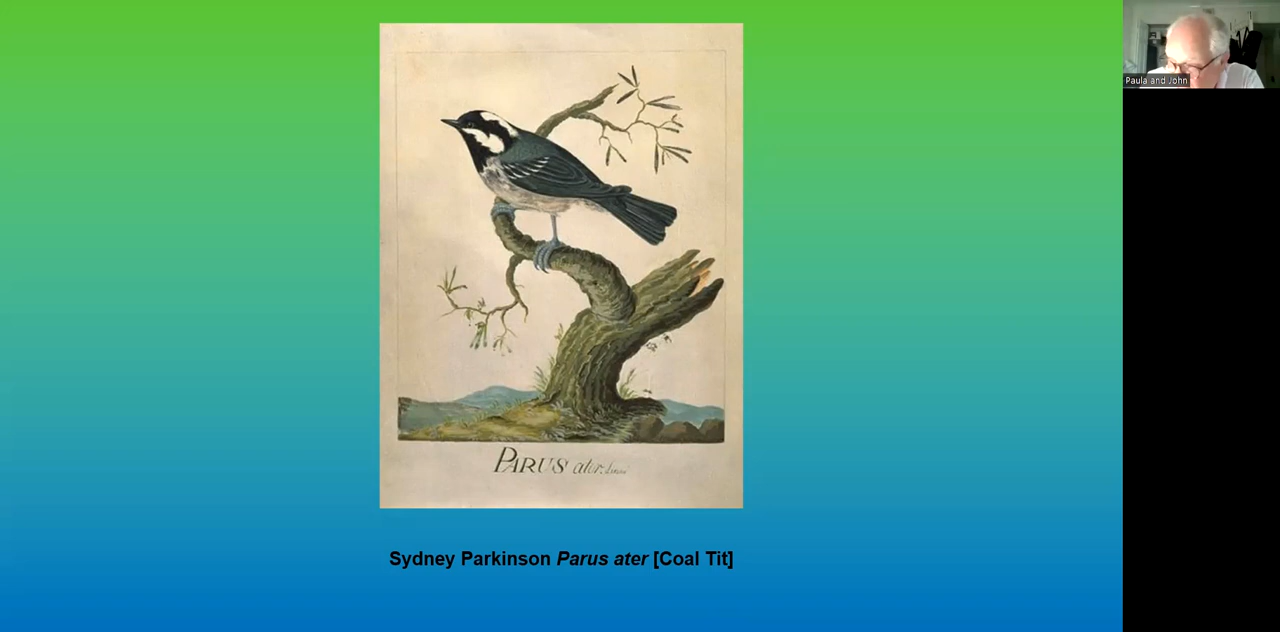 Paula and John
PARUS ater.
Sydney Parkinson Parus ater [Coal Tit]